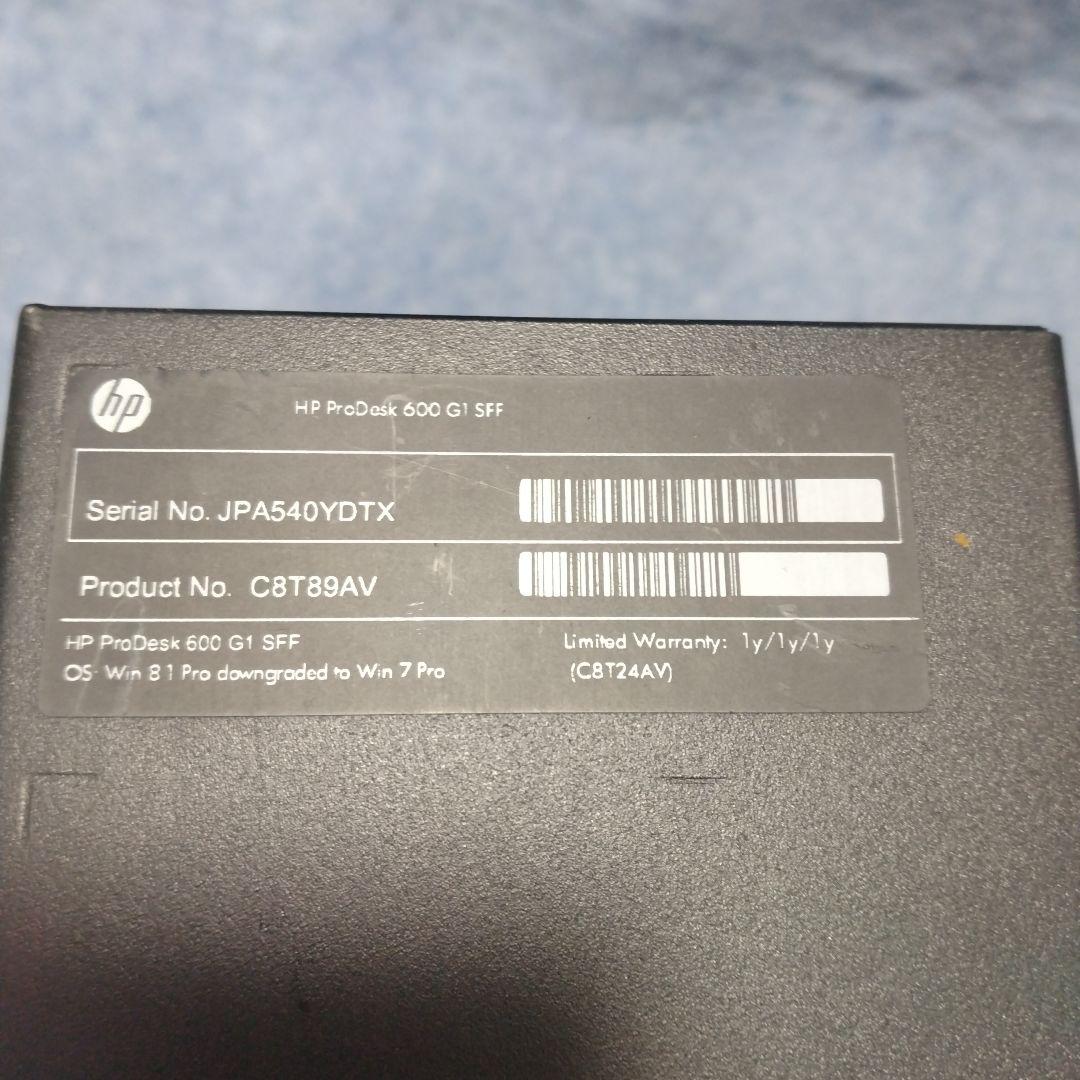 hp
HP ProDesk 600 G1 SFF
Serial No. JPA540YDTX
Product No. C8T89AV
HP ProDesk 600 G1 SFF
Limited Warranty: 1y/1y/1y
OS: Win 8.1 Pro downgraded to Win 7 Pro
(C8T24AV)